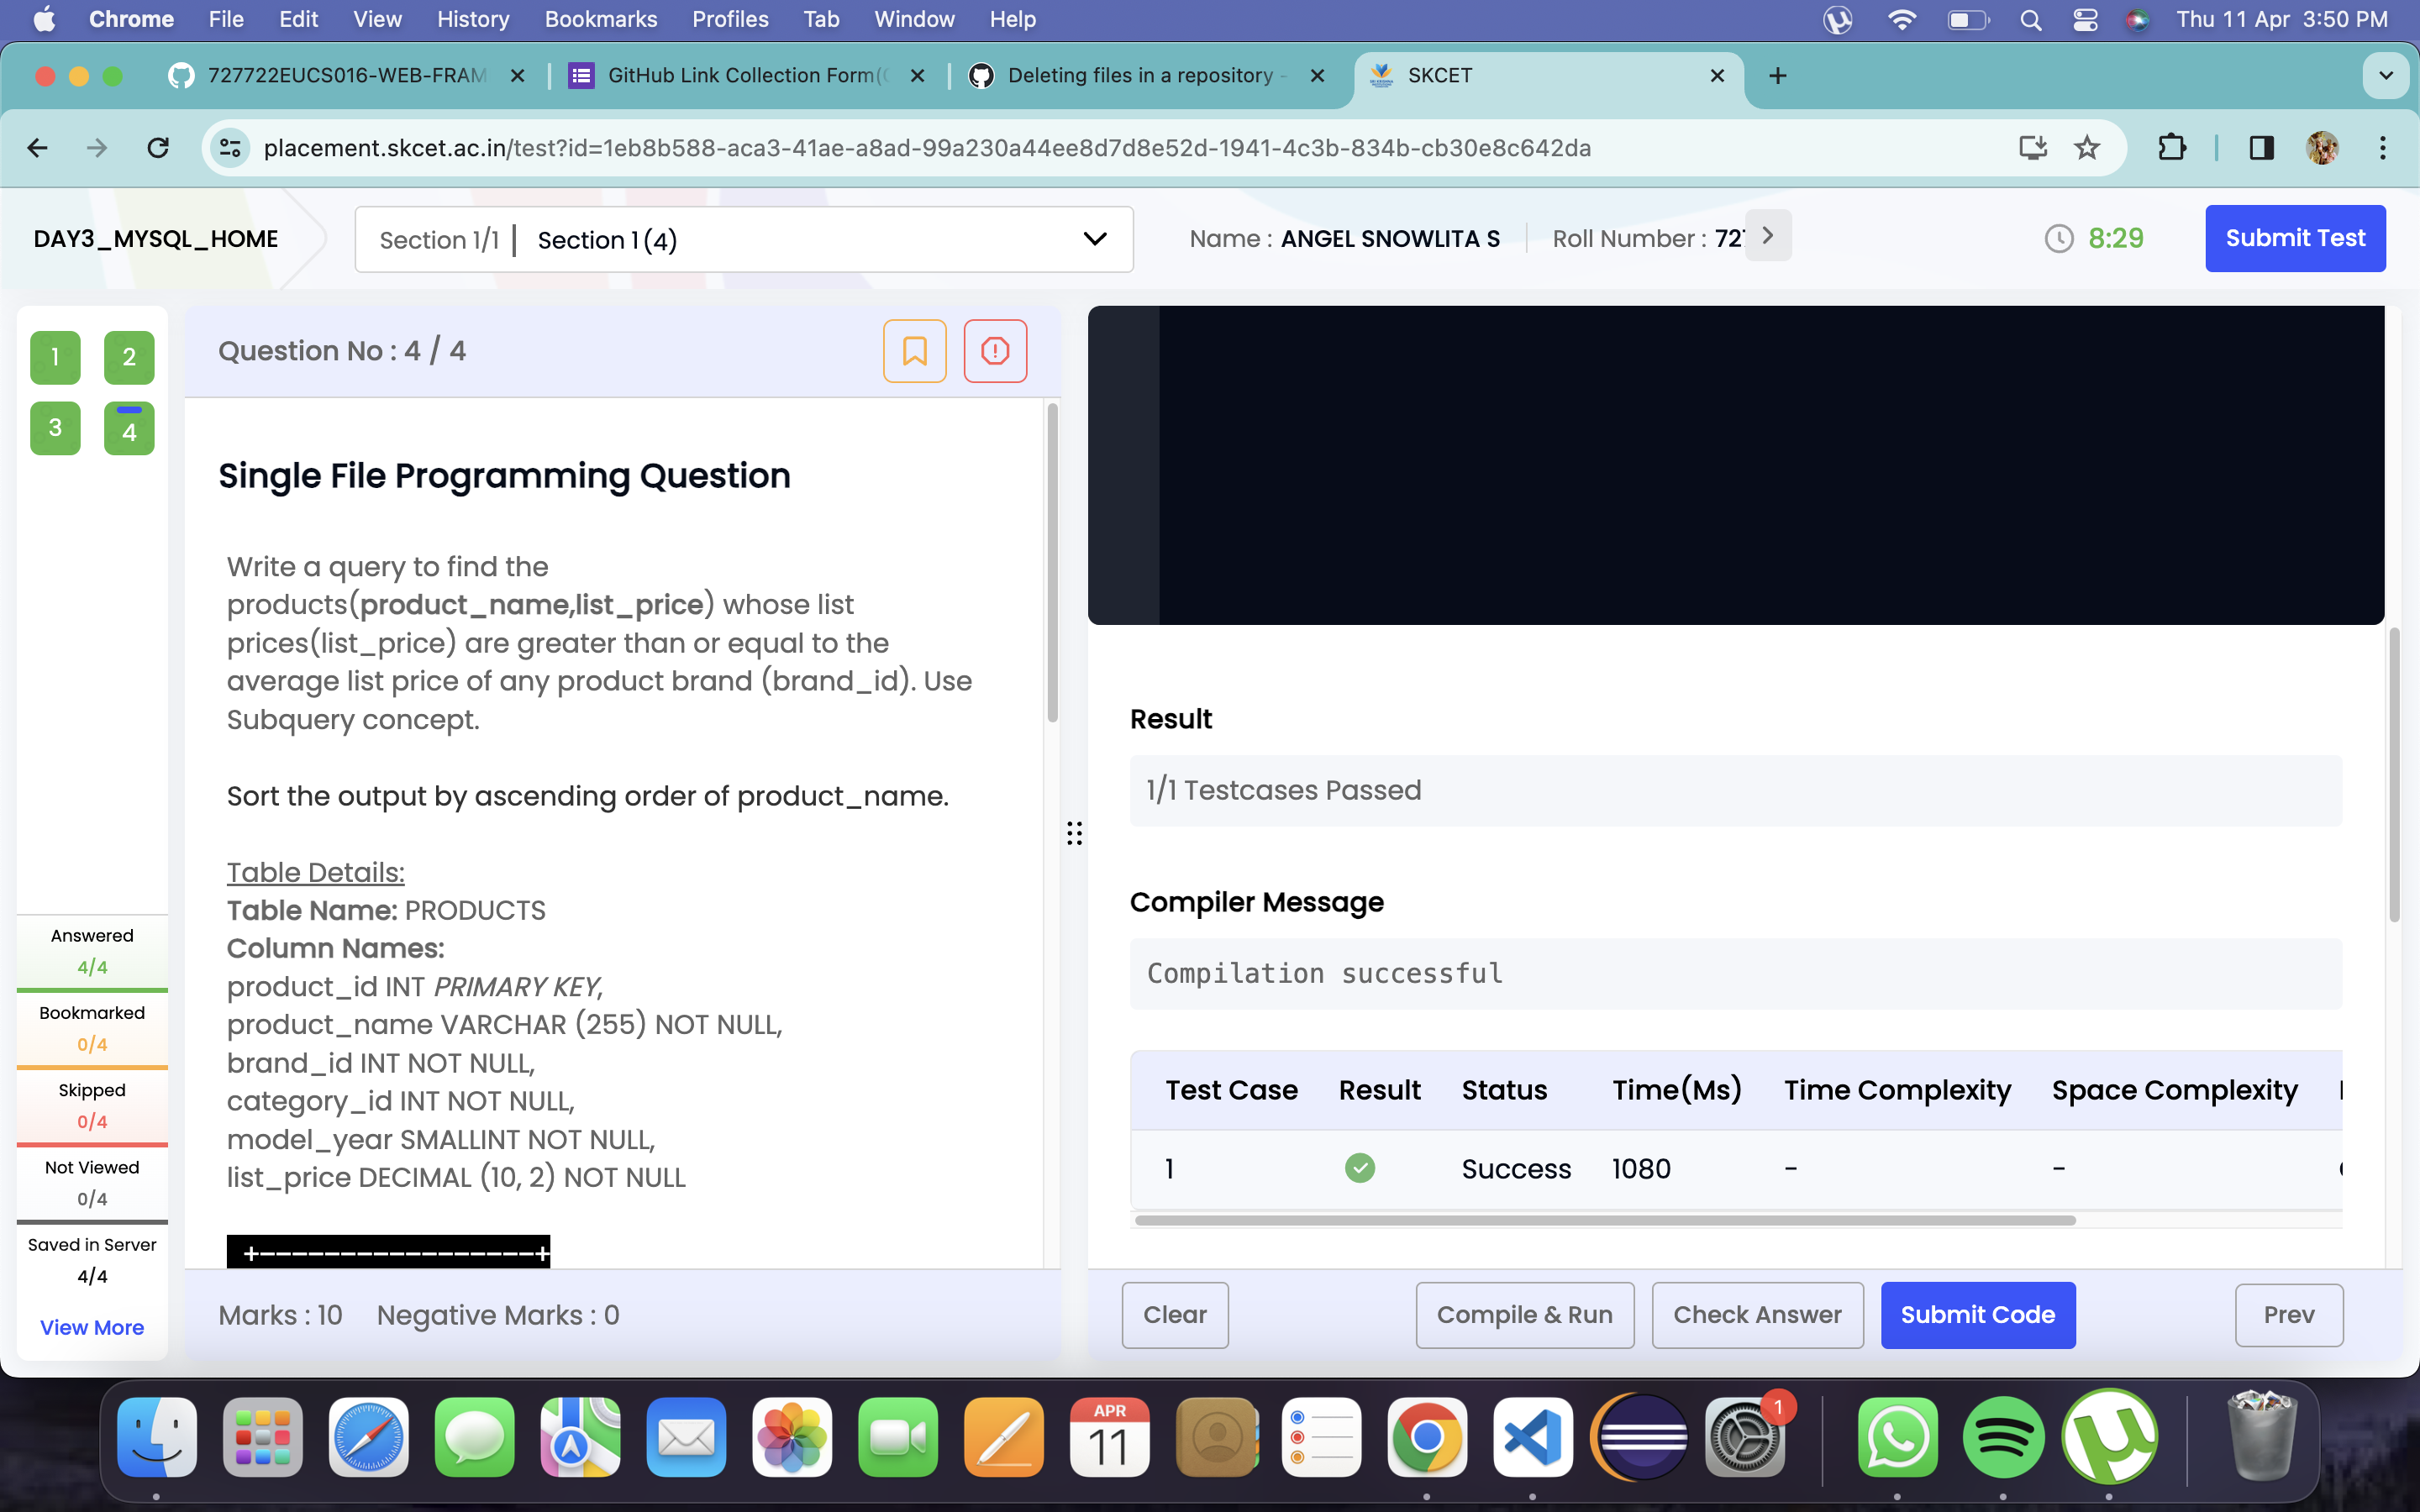 Chrome File Edit View History Bookmarks Profiles Tab Window Help Thu 11 Apr 3:50 PM
727722EUCS016-WEB-FRAM GitHub Link Collection Form( Deleting files in a repository - SKCET
placement.skcet.ac.in/test?id=1eb8b588-aca3-41ae-a8ad-99a230a44ee8d7d8e52d-1941-4c3b-834b-cb30e8c642da
DAY3_MYSQL_HOME Section 1/1 | Section 1 (4) Name : ANGEL SNOWLITA S Roll Number : 727 8:29 Submit Test
1 2
3 4
Answered
4/4
Bookmarked
0/4
Skipped
0/4
Not Viewed
0/4
Saved in Server
4/4
View More
Question No : 4 / 4
Single File Programming Question
Write a query to find the
products(product_name,list_price) whose list
prices(list_price) are greater than or equal to the
average list price of any product brand (brand_id). Use
Subquery concept.
Sort the output by ascending order of product_name.
Table Details:
Table Name: PRODUCTS
Column Names:
product_id INT PRIMARY KEY,
product_name VARCHAR (255) NOT NULL,
brand_id INT NOT NULL,
category_id INT NOT NULL,
model_year SMALLINT NOT NULL,
list_price DECIMAL (10, 2) NOT NULL
+-----------------+
Marks : 10 Negative Marks : 0
Result
1/1 Testcases Passed
Compiler Message
Compilation successful
Test Case Result Status Time(Ms) Time Complexity Space Complexity
1 Success 1080 - -
Clear Compile & Run Check Answer Submit Code Prev
APR
11
1